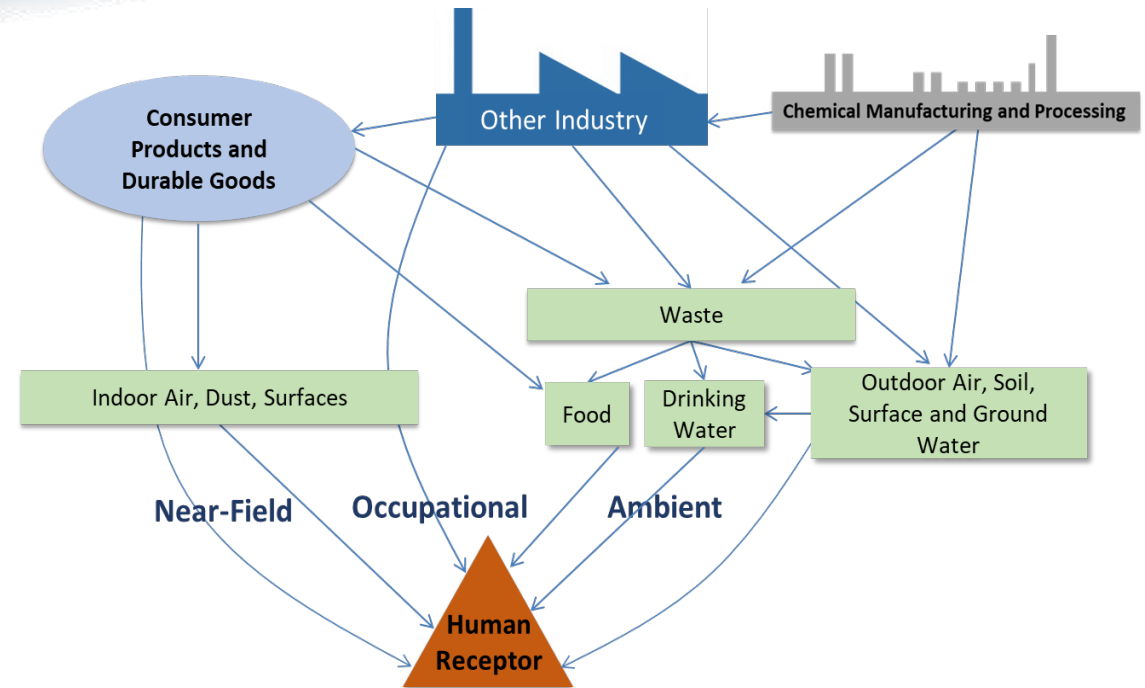 Consumer
Products and
Durable Goods
Other Industry
Chemical Manufacturing and Processing
Waste
Indoor Air, Dust, Surfaces
Food
Drinking
Water
Outdoor Air, Soil,
Surface and Ground
Water
Near-Field
Occupational
Ambient
Human
Receptor